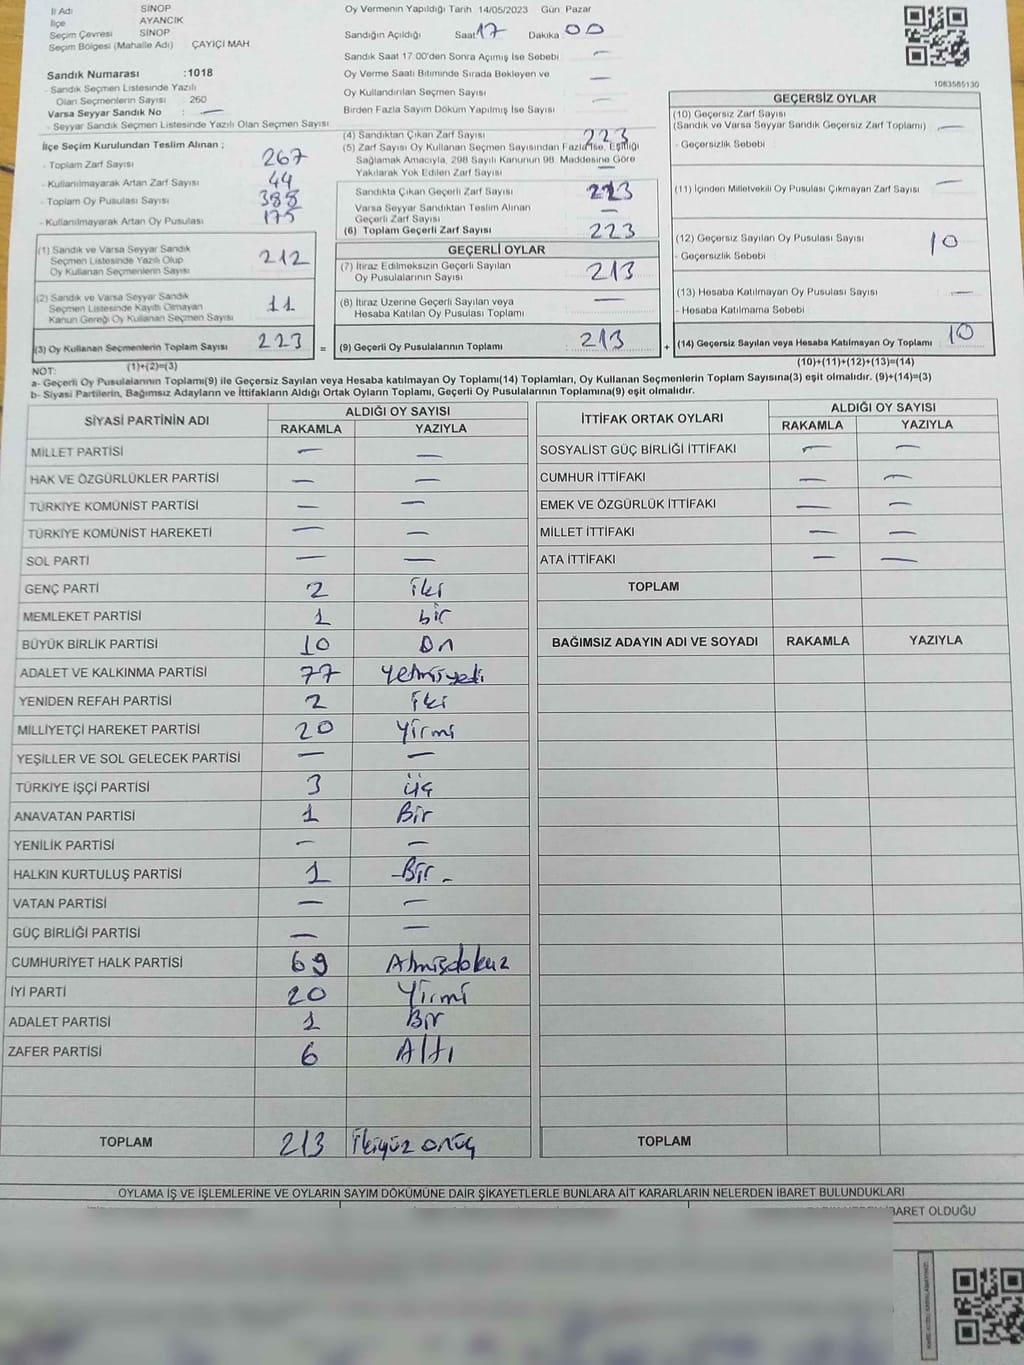 İl Adı SİNOP
İlçe AYANCIK
Seçim Çevresi SİNOP
Seçim Bölgesi (Mahalle Adı) ÇAYİÇİ MAH
Sandık Numarası :1018
- Sandık Seçmen Listesinde Yazılı
Olan Seçmenlerin Sayısı : 260
Varsa Seyyar Sandık No : —
- Seyyar Sandık Seçmen Listesinde Yazılı Olan Seçmen Sayısı:
Oy Vermenin Yapıldığı Tarih 14/05/2023 Gün Pazar
Sandığın Açıldığı Saat 17 Dakika 00
Sandık Saat 17:00'den Sonra Açımış İse Sebebi —
Oy Verme Saati Bitiminde Sırada Bekleyen ve
Oy Kullandırılan Seçmen Sayısı —
Birden Fazla Sayım Döküm Yapılmış İse Sayısı —
1083585130
İlçe Seçim Kurulundan Teslim Alınan ;
- Toplam Zarf Sayısı 267
- Kullanılmayarak Artan Zarf Sayısı 44
- Toplam Oy Pusulası Sayısı 388
- Kullanılmayarak Artan Oy Pusulası 175
(1) Sandık ve Varsa Seyyar Sandık
Seçmen Listesinde Yazılı Olup
Oy Kullanan Seçmenlerin Sayısı 212
(2) Sandık ve Varsa Seyyar Sandık
Seçmen Listesinde Kayıtlı Olmayan
Kanun Gereği Oy Kullanan Seçmen Sayısı 11
(3) Oy Kullanan Seçmenlerin Toplam Sayısı 223 =
(4) Sandıktan Çıkan Zarf Sayısı 223
(5) Zarf Sayısı Oy Kullanan Seçmen Sayısından Fazla İse, Eşitliği
Sağlamak Amacıyla, 298 Sayılı Kanunun 98. Maddesine Göre
Yakılarak Yok Edilen Zarf Sayısı —
Sandıkta Çıkan Geçerli Zarf Sayısı 223
Varsa Seyyar Sandıktan Teslim Alınan
Geçerli Zarf Sayısı —
(6) Toplam Geçerli Zarf Sayısı 223
GEÇERLİ OYLAR
(7) İtiraz Edilmeksizin Geçerli Sayılan
Oy Pusulalarının Sayısı 213
(8) İtiraz Üzerine Geçerli Sayılan veya
Hesaba Katılan Oy Pusulası Toplamı —
(9) Geçerli Oy Pusulalarının Toplamı 213 +
GEÇERSİZ OYLAR
(10) Geçersiz Zarf Sayısı
(Sandık ve Varsa Seyyar Sandık Geçersiz Zarf Toplamı) —
- Geçersizlik Sebebi
(11) İçinden Milletvekili Oy Pusulası Çıkmayan Zarf Sayısı —
(12) Geçersiz Sayılan Oy Pusulası Sayısı 10
- Geçersizlik Sebebi
(13) Hesaba Katılmayan Oy Pusulası Sayısı —
- Hesaba Katılmama Sebebi
(14) Geçersiz Sayılan veya Hesaba Katılmayan Oy Toplamı 10
NOT: (1)+(2)=(3) (10)+(11)+(12)+(13)=(14)
a- Geçerli Oy Pusulalarının Toplamı(9) ile Geçersiz Sayılan veya Hesaba katılmayan Oy Toplamı(14) Toplamları, Oy Kullanan Seçmenlerin Toplam Sayısına(3) eşit olmalıdır. (9)+(14)=(3)
b- Siyasi Partilerin, Bağımsız Adayların ve İttifakların Aldığı Ortak Oyların Toplamı, Geçerli Oy Pusulalarının Toplamına(9) eşit olmalıdır.
SİYASİ PARTİNİN ADI ALDIĞI OY SAYISI
RAKAMLA YAZIYLA
MİLLET PARTİSİ — —
HAK VE ÖZGÜRLÜKLER PARTİSİ — —
TÜRKİYE KOMÜNİST PARTİSİ — —
TÜRKİYE KOMÜNİST HAREKETİ — —
SOL PARTİ — —
GENÇ PARTİ 2 iki
MEMLEKET PARTİSİ 1 bir
BÜYÜK BİRLİK PARTİSİ 10 On
ADALET VE KALKINMA PARTİSİ 77 Yetmişyedi
YENİDEN REFAH PARTİSİ 2 iki
MİLLİYETÇİ HAREKET PARTİSİ 20 Yirmi
YEŞİLLER VE SOL GELECEK PARTİSİ — —
TÜRKİYE İŞÇİ PARTİSİ 3 üç
ANAVATAN PARTİSİ 1 Bir
YENİLİK PARTİSİ — —
HALKIN KURTULUŞ PARTİSİ 1 -Bir-
VATAN PARTİSİ — —
GÜÇ BİRLİĞİ PARTİSİ — —
CUMHURİYET HALK PARTİSİ 69 Atmışdokuz
İYİ PARTİ 20 Yirmi
ADALET PARTİSİ 1 Bir
ZAFER PARTİSİ 6 Altı
TOPLAM 213 İkiyüz onüç
İTTİFAK ORTAK OYLARI ALDIĞI OY SAYISI
RAKAMLA YAZIYLA
SOSYALİST GÜÇ BİRLİĞİ İTTİFAKI — —
CUMHUR İTTİFAKI — —
EMEK VE ÖZGÜRLÜK İTTİFAKI — —
MİLLET İTTİFAKI — —
ATA İTTİFAKI — —
TOPLAM
BAĞIMSIZ ADAYIN ADI VE SOYADI RAKAMLA YAZIYLA
TOPLAM
OYLAMA İŞ VE İŞLEMLERİNE VE OYLARIN SAYIM DÖKÜMÜNE DAİR ŞİKAYETLERLE BUNLARA AİT KARARLARIN NELERDEN İBARET BULUNDUKLARI
İBARET OLDUĞU